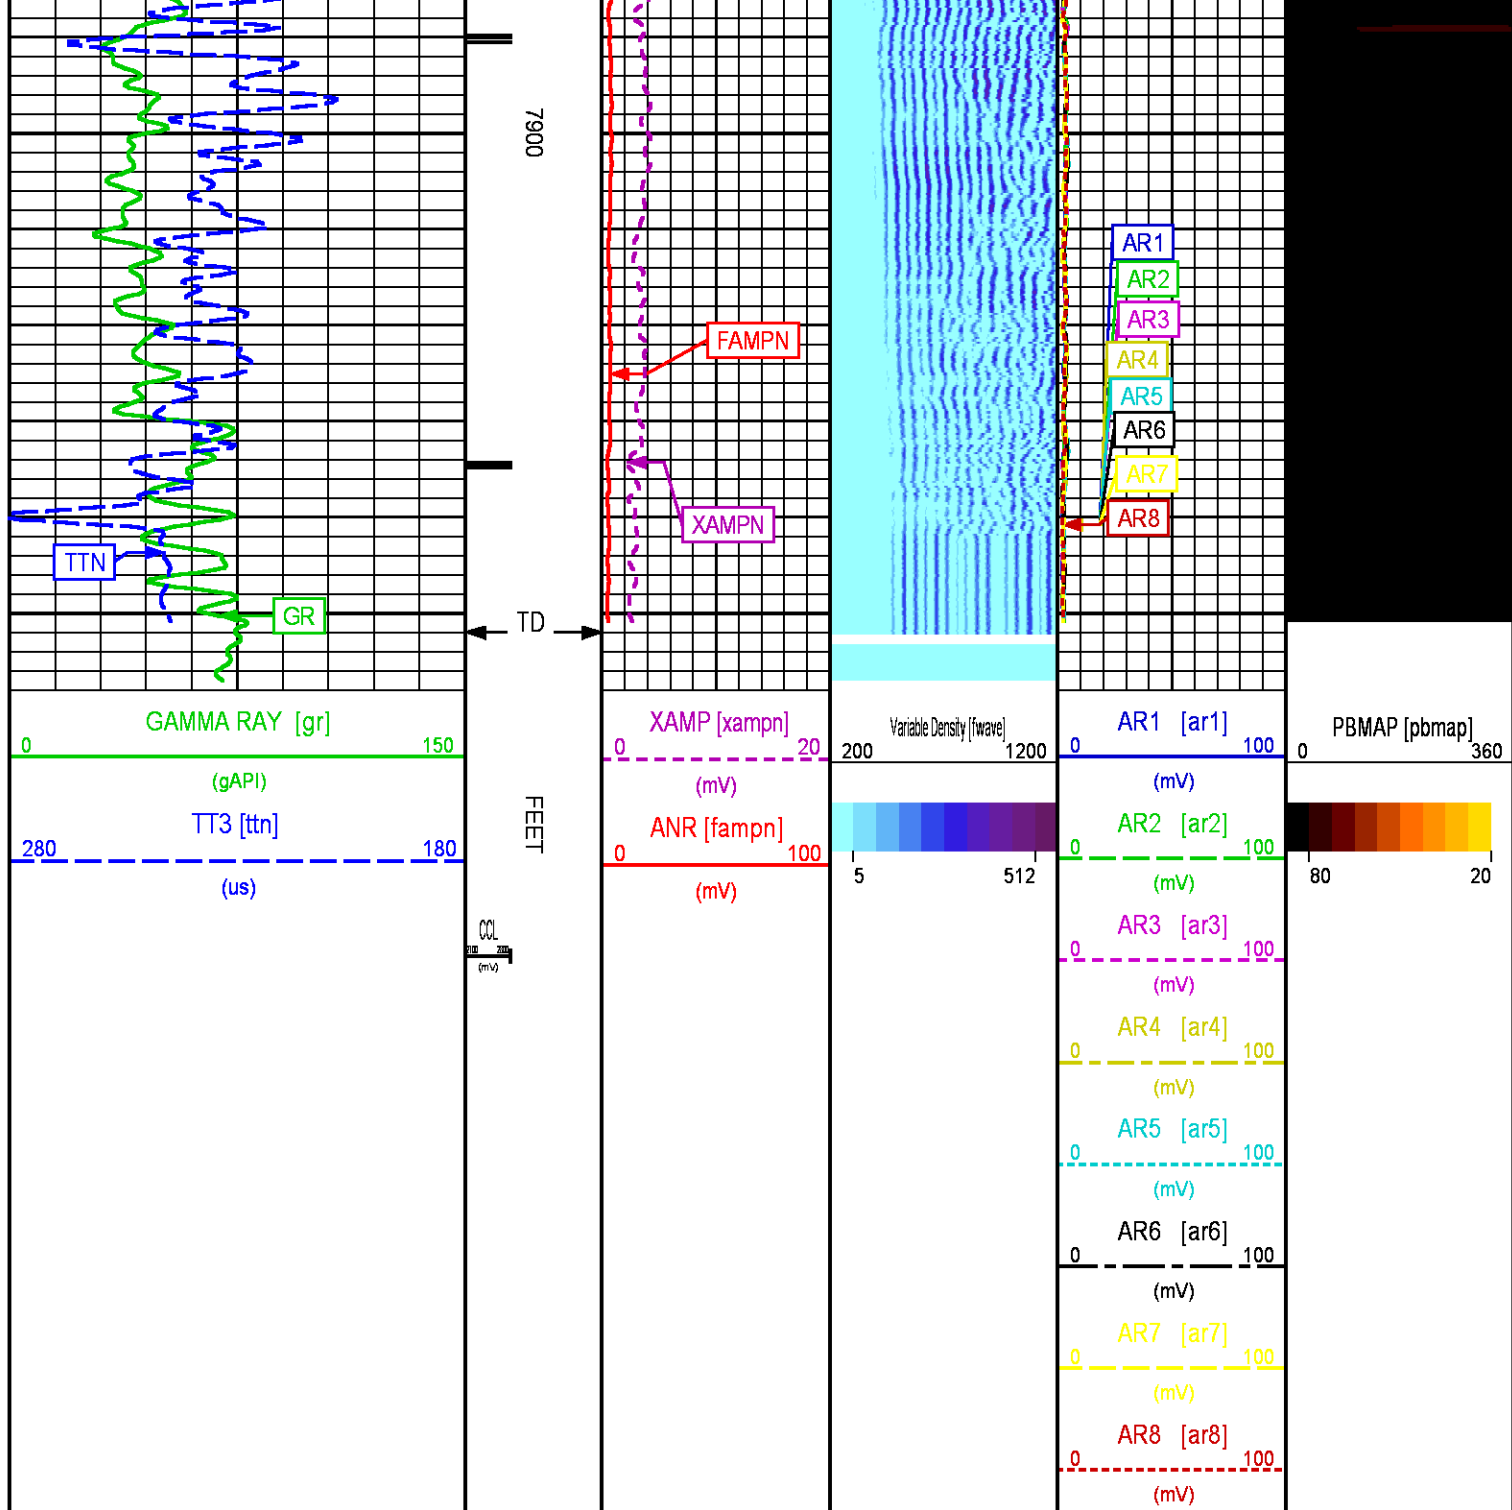 7900
AR1
AR2
AR3
FAMPN
AR4
AR5
AR6
AR7
XAMPN
AR8
TTN
GR
TD
GAMMA RAY [gr]
0 150
(gAPI)
TT3 [ttn]
280 180
(us)
FEET
CCL
(mV)
XAMP [xampn]
0 20
(mV)
ANR [fampn]
0 100
(mV)
Variable Density [fwave]
200 1200
5 512
AR1 [ar1]
0 100
(mV)
AR2 [ar2]
0 100
(mV)
AR3 [ar3]
0 100
(mV)
AR4 [ar4]
0 100
(mV)
AR5 [ar5]
0 100
(mV)
AR6 [ar6]
0 100
(mV)
AR7 [ar7]
0 100
(mV)
AR8 [ar8]
0 100
(mV)
PBMAP [pbmap]
0 360
80 20